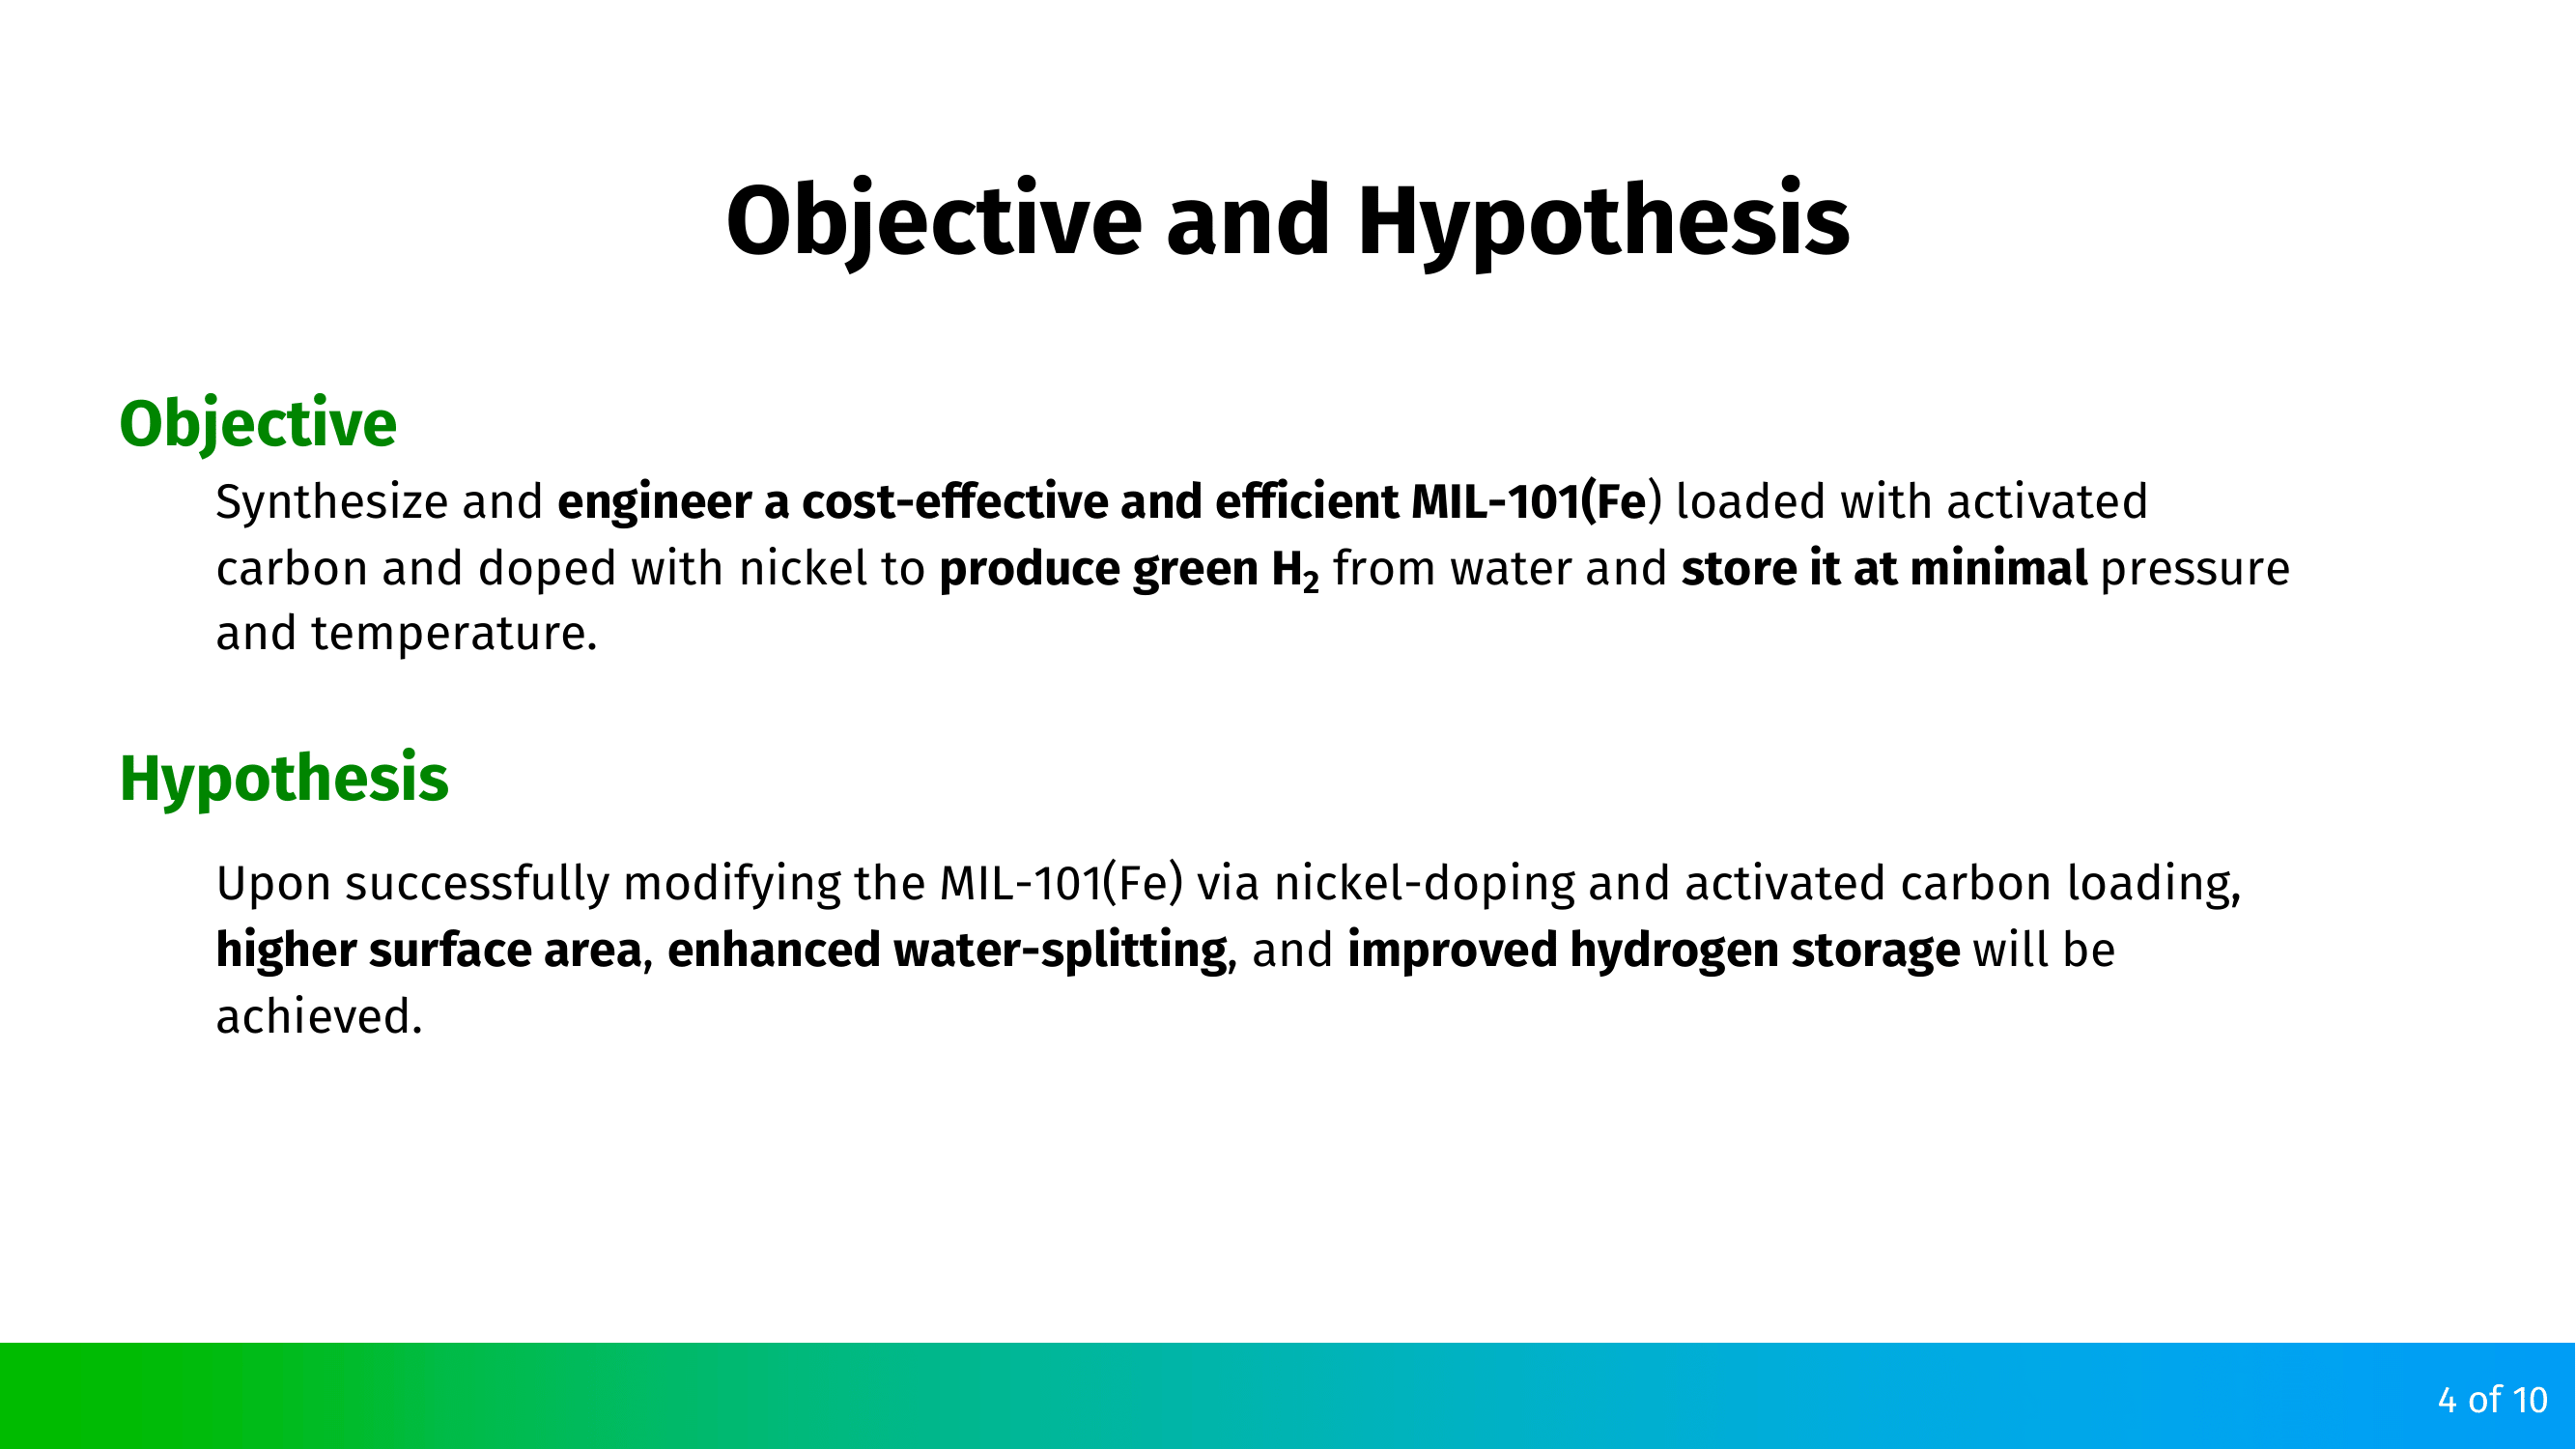 Objective and Hypothesis
Objective
Synthesize and engineer a cost-effective and efficient MIL-101(Fe) loaded with activated
carbon and doped with nickel to produce green H₂ from water and store it at minimal pressure
and temperature.
Hypothesis
Upon successfully modifying the MIL-101(Fe) via nickel-doping and activated carbon loading,
higher surface area, enhanced water-splitting, and improved hydrogen storage will be
achieved.
4 of 10